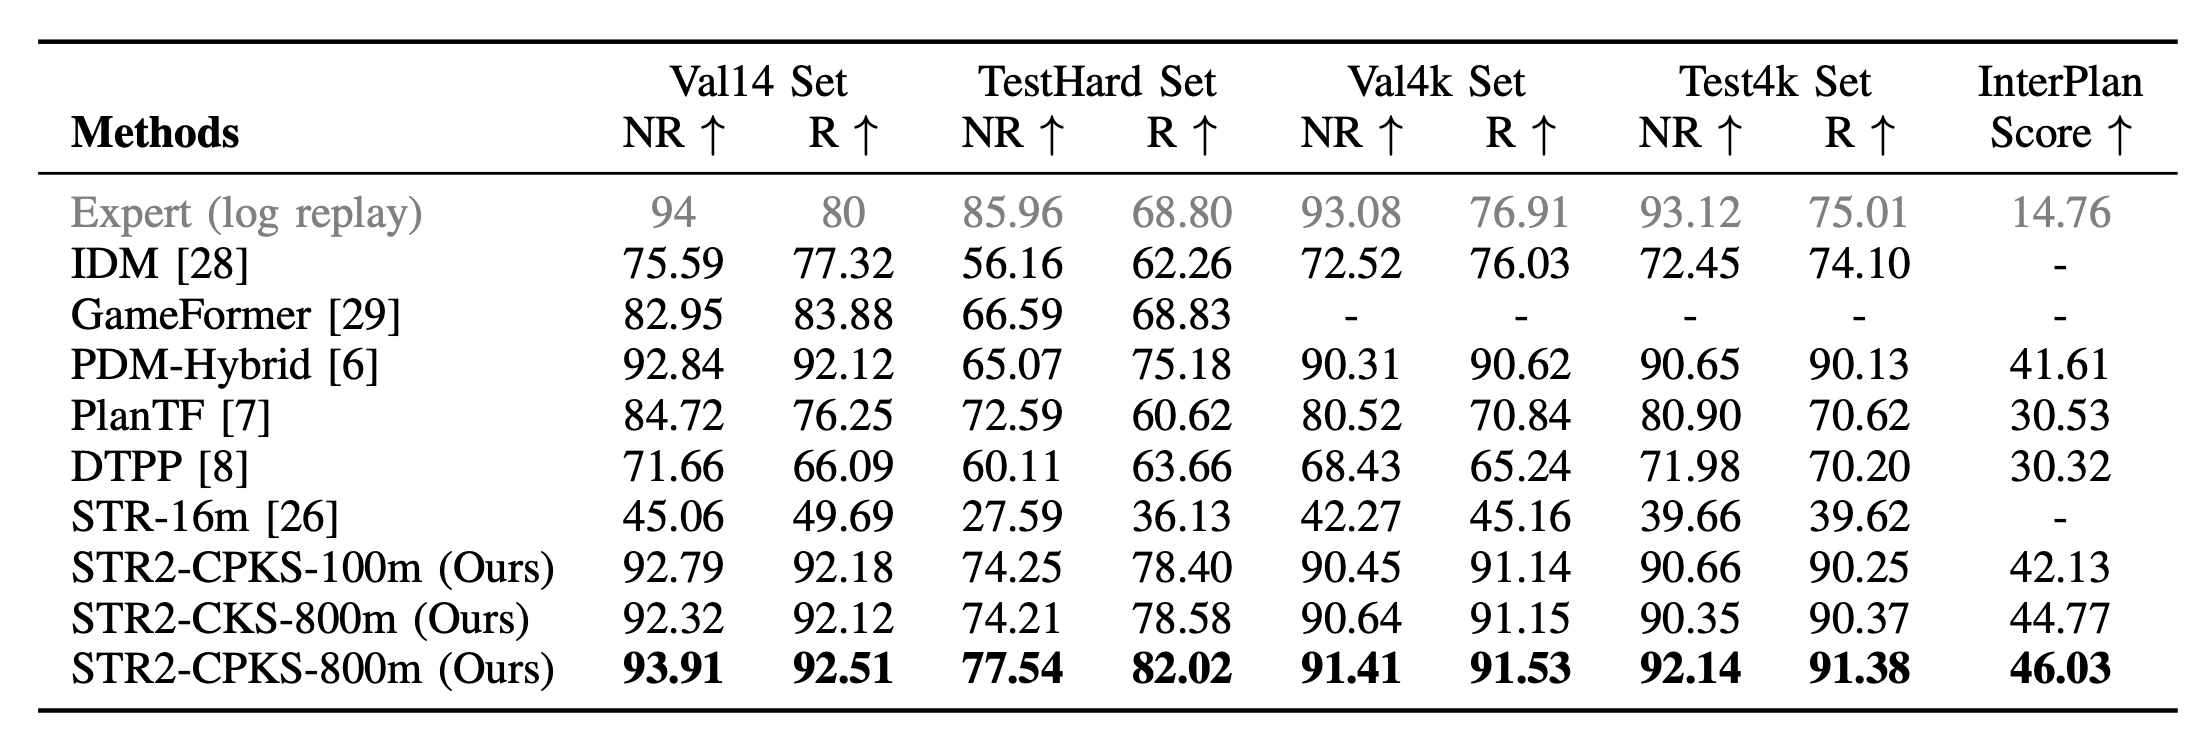 Val14 Set TestHard Set Val4k Set Test4k Set InterPlan
Methods NR ↑ R ↑ NR ↑ R ↑ NR ↑ R ↑ NR ↑ R ↑ Score ↑
Expert (log replay) 94 80 85.96 68.80 93.08 76.91 93.12 75.01 14.76
IDM [28] 75.59 77.32 56.16 62.26 72.52 76.03 72.45 74.10 -
GameFormer [29] 82.95 83.88 66.59 68.83 - - - - -
PDM-Hybrid [6] 92.84 92.12 65.07 75.18 90.31 90.62 90.65 90.13 41.61
PlanTF [7] 84.72 76.25 72.59 60.62 80.52 70.84 80.90 70.62 30.53
DTPP [8] 71.66 66.09 60.11 63.66 68.43 65.24 71.98 70.20 30.32
STR-16m [26] 45.06 49.69 27.59 36.13 42.27 45.16 39.66 39.62 -
STR2-CPKS-100m (Ours) 92.79 92.18 74.25 78.40 90.45 91.14 90.66 90.25 42.13
STR2-CKS-800m (Ours) 92.32 92.12 74.21 78.58 90.64 91.15 90.35 90.37 44.77
STR2-CPKS-800m (Ours) 93.91 92.51 77.54 82.02 91.41 91.53 92.14 91.38 46.03